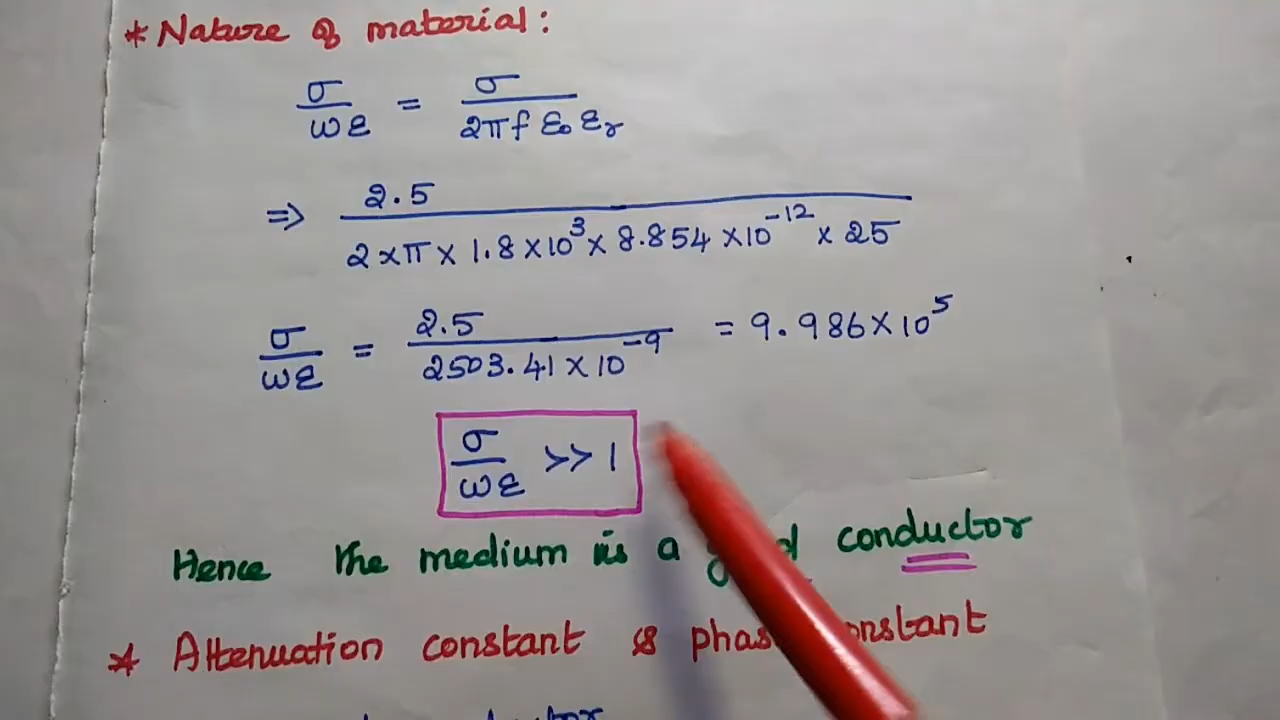 * Nature of material:
σ/ωε = σ/2πf ε₀ εᵣ
⇒ 2.5/2×π×1.8×10³×8.854×10⁻¹²×25
σ/ωε = 2.5/2503.41×10⁻⁹ = 9.986×10⁵
σ/ωε >> 1
Hence the medium is a conductor
* Attenuation constant & constant